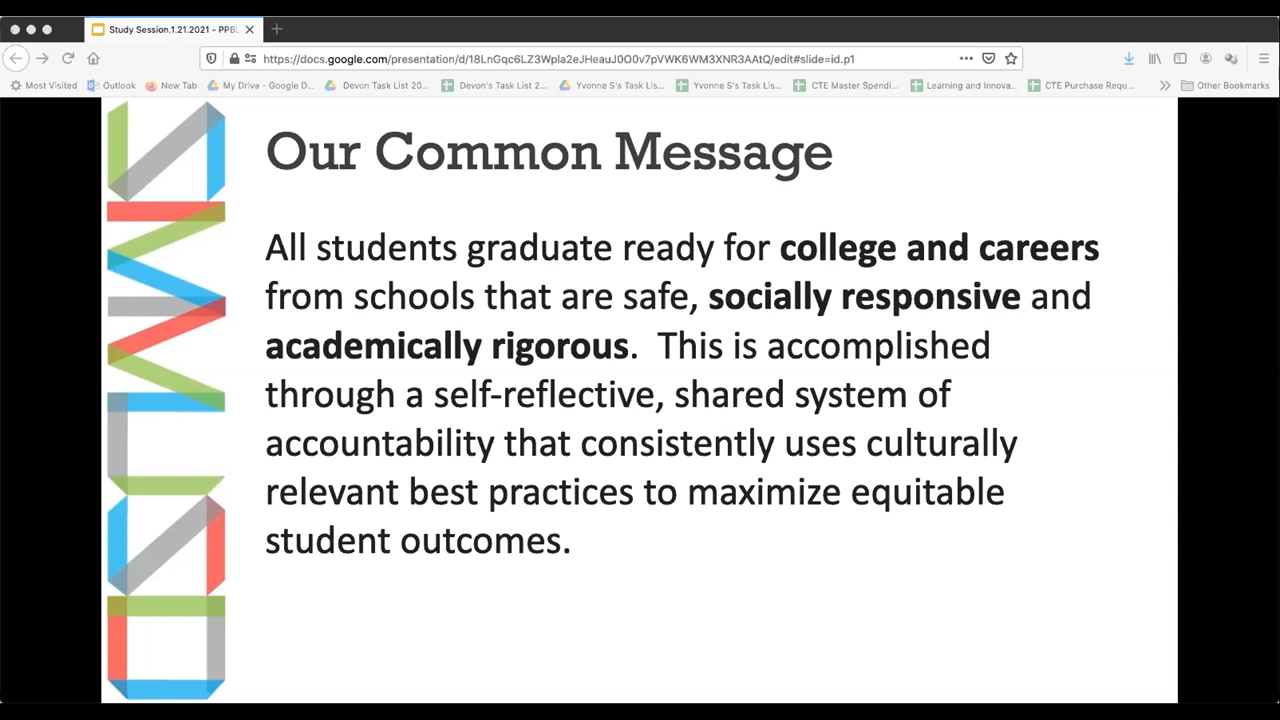 Study Session.1.21.2021 - PPBL
https://docs.google.com/presentation/d/18LnGqc6LZ3Wpla2eJHeauJ0O0v7pVWK6WM3XNR3AAtQ/edit#slide=id.p1
Most Visited Outlook New Tab My Drive - Google D... Devon Task List 20... Devon's Task List 2... Yvonne S's Task Lis... Yvonne S's Task Lis... CTE Master Spendi... Learning and Innova... CTE Purchase Requ... Other Bookmarks
SMMUSD
Our Common Message
All students graduate ready for college and careers
from schools that are safe, socially responsive and
academically rigorous. This is accomplished
through a self-reflective, shared system of
accountability that consistently uses culturally
relevant best practices to maximize equitable
student outcomes.